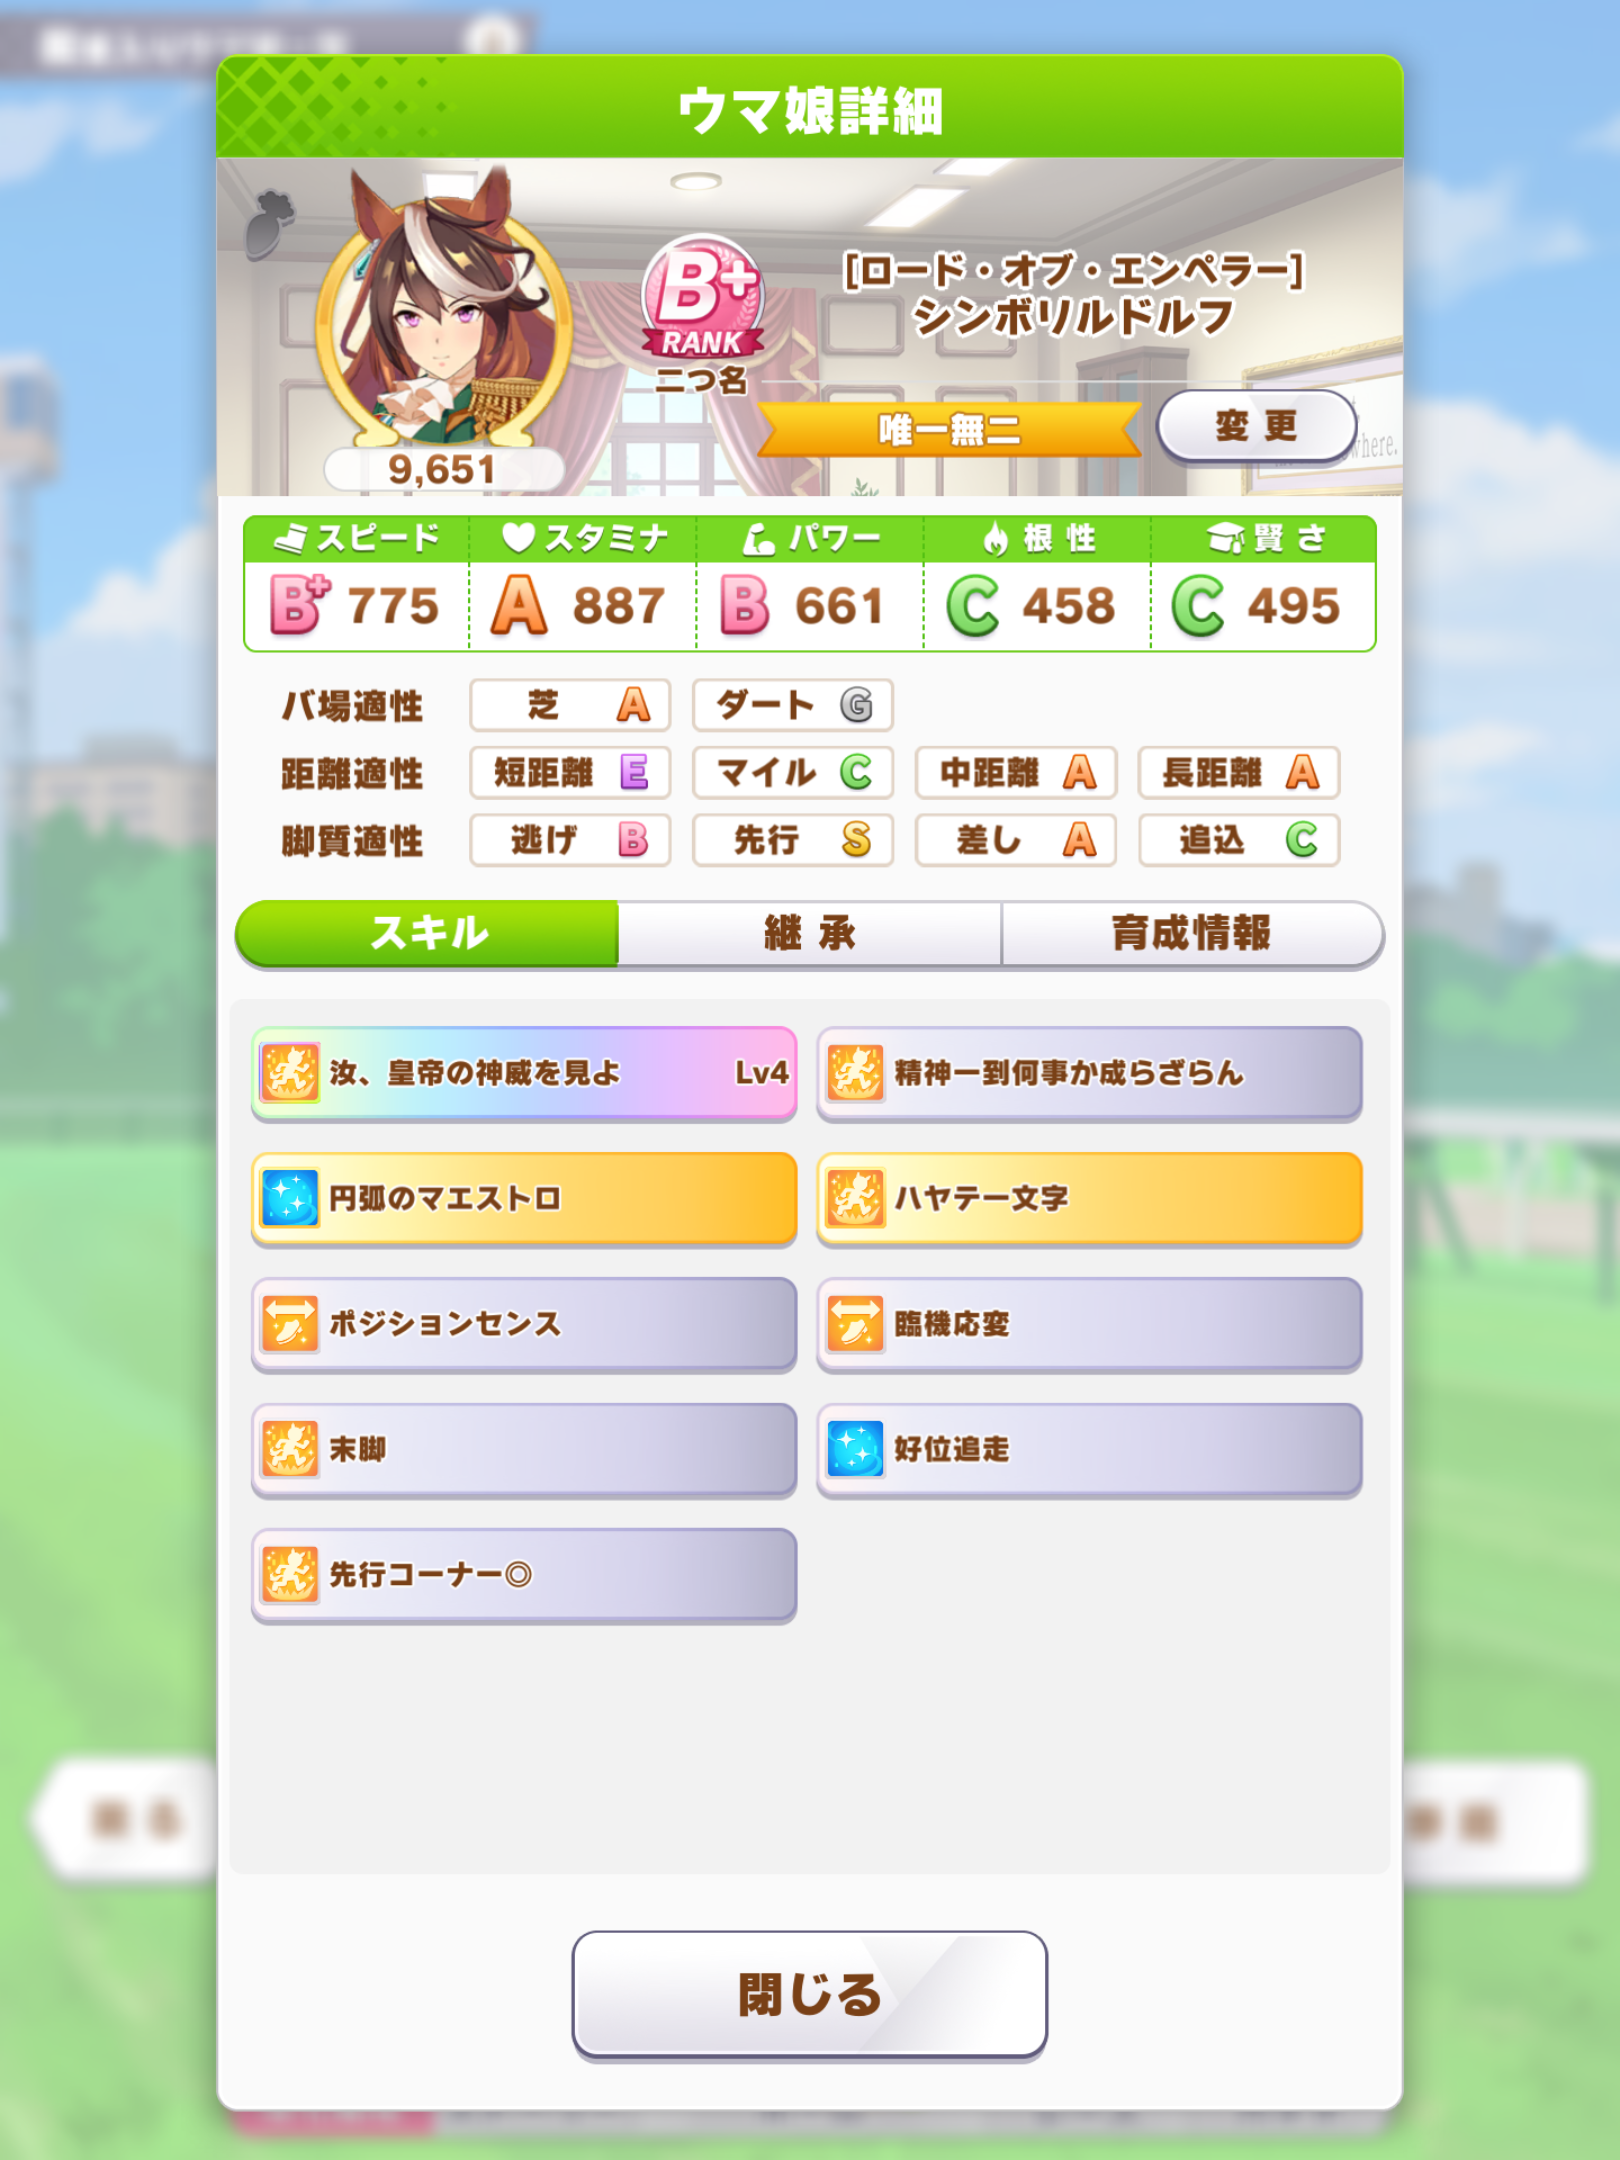 ウマ娘詳細
B+
RANK
[ロード・オブ・エンペラー]
シンボリルドルフ
二つ名
唯一無二
変更
where.
9,651
スピード スタミナ パワー 根性 賢さ
B+ 775 A 887 B 661 C 458 C 495
バ場適性 芝 A ダート G
距離適性 短距離 E マイル C 中距離 A 長距離 A
脚質適性 逃げ B 先行 S 差し A 追込 C
スキル 継承 育成情報
汝、皇帝の神威を見よ Lv4
精神一到何事か成らざらん
円弧のマエストロ
ハヤテ一文字
ポジションセンス
臨機応変
末脚
好位追走
先行コーナー◎
閉じる